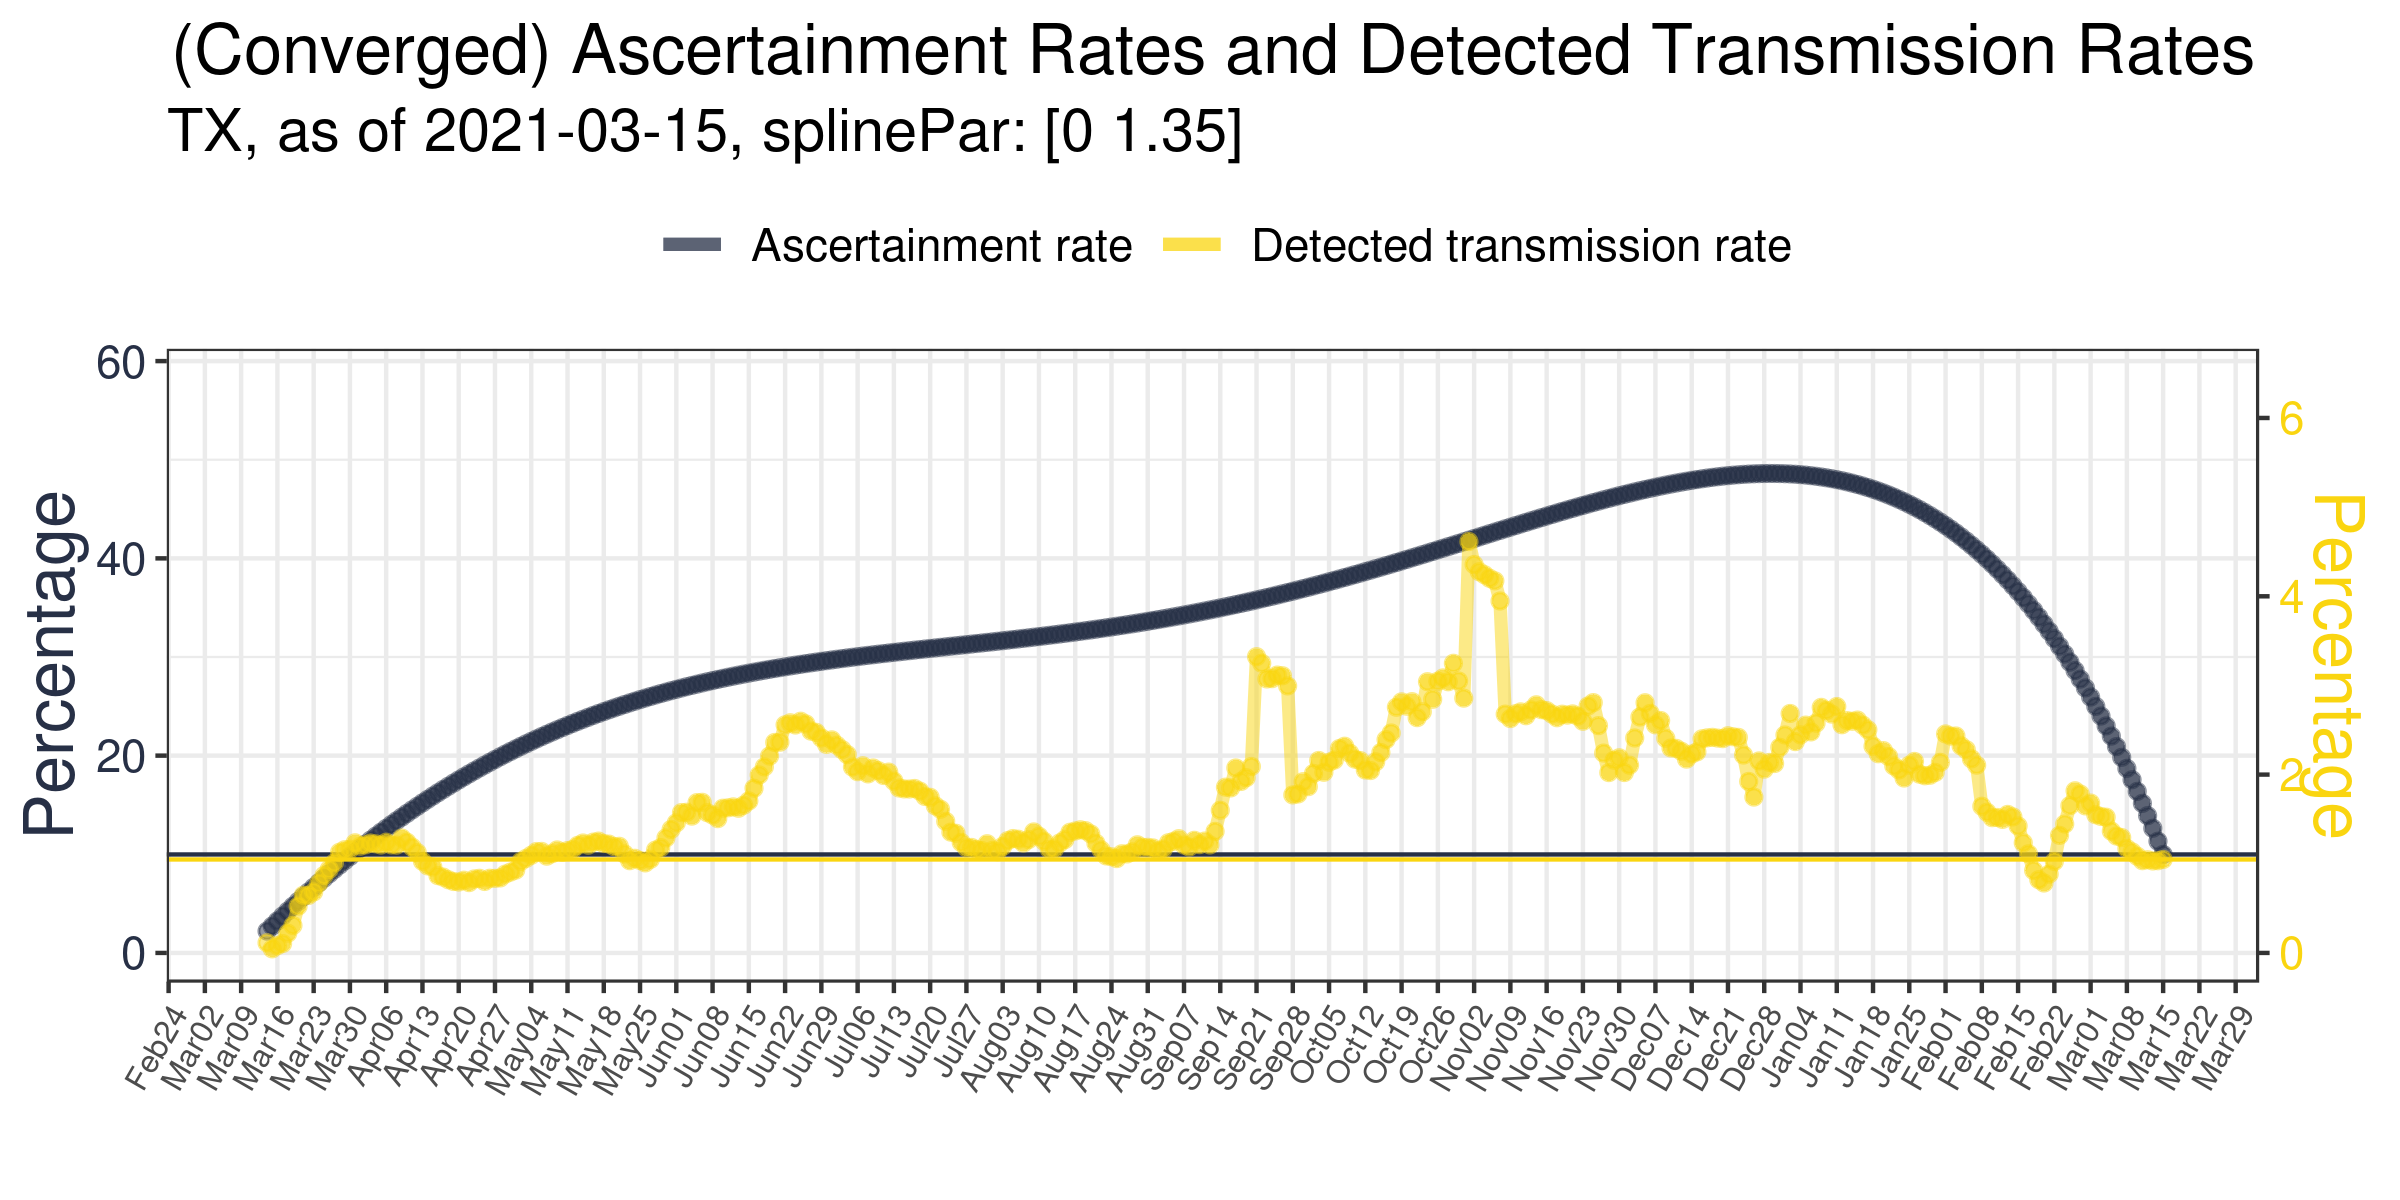 (Converged) Ascertainment Rates and Detected Transmission Rates
TX, as of 2021-03-15, splinePar: [0 1.35]
Ascertainment rate Detected transmission rate
Percentage
60
40
20
0
6
4
2
0
Percentage
Feb24 Mar02 Mar09 Mar16 Mar23 Mar30 Apr06 Apr13 Apr20 Apr27 May04 May11 May18 May25 Jun01 Jun08 Jun15 Jun22 Jun29 Jul06 Jul13 Jul20 Jul27 Aug03 Aug10 Aug17 Aug24 Aug31 Sep07 Sep14 Sep21 Sep28 Oct05 Oct12 Oct19 Oct26 Nov02 Nov09 Nov16 Nov23 Nov30 Dec07 Dec14 Dec21 Dec28 Jan04 Jan11 Jan18 Jan25 Feb01 Feb08 Feb15 Feb22 Mar01 Mar08 Mar15 Mar22 Mar29